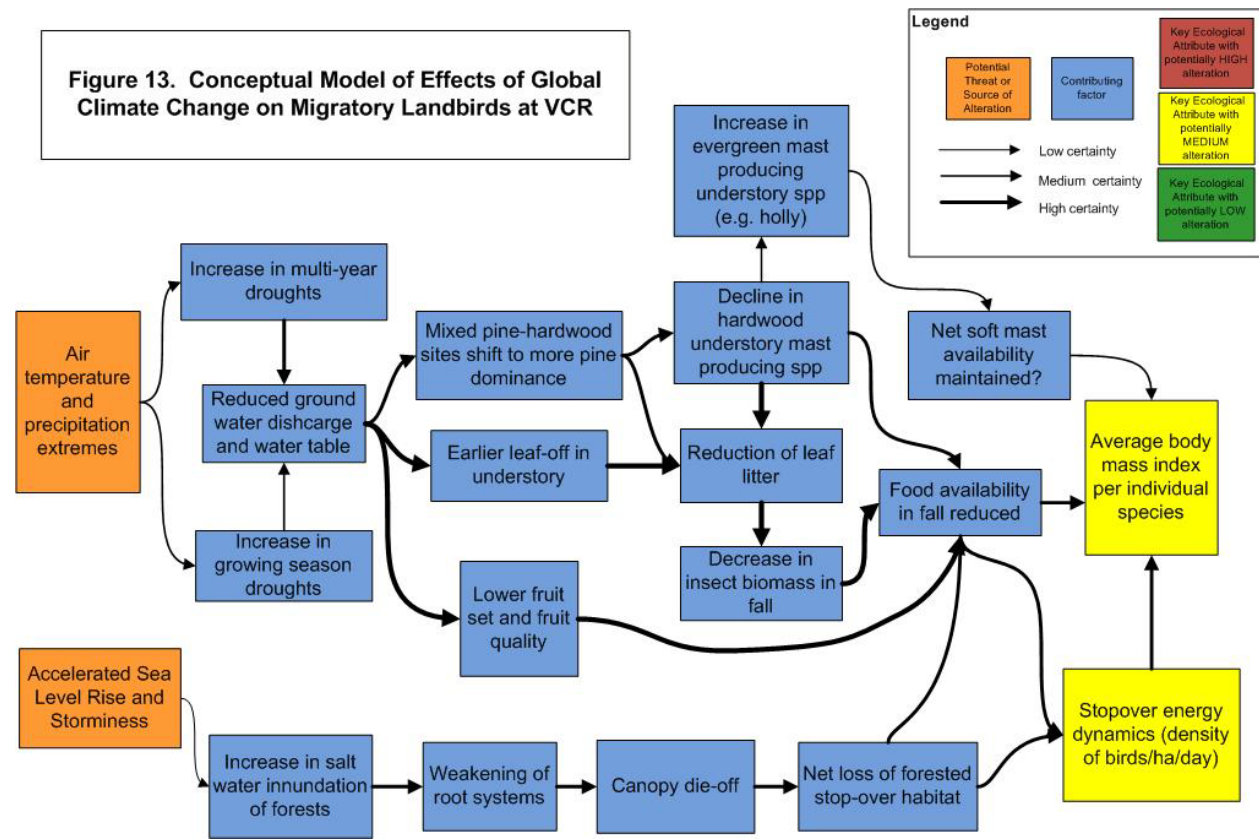 Figure 13.  Conceptual Model of Effects of Global
Climate Change on Migratory Landbirds at VCR
Legend
Potential
Threat or
Source of
Alteration
Contributing
factor
Key Ecological
Attribute with
potentially HIGH
alteration
Key Ecological
Attribute with
potentially
MEDIUM
alteration
Key Ecological
Attribute with
potentially LOW
alteration
Low certainty
Medium certainty
High certainty
Increase in
evergreen mast
producing
understory spp
(e.g. holly)
Increase in multi-year
droughts
Air
temperature
and
precipitation
extremes
Reduced ground
water dishcarge
and water table
Increase in
growing season
droughts
Mixed pine-hardwood
sites shift to more pine
dominance
Decline in
hardwood
understory mast
producing spp
Net soft mast
availability
maintained?
Earlier leaf-off in
understory
Reduction of leaf
litter
Food availability
in fall reduced
Average body
mass index
per individual
species
Decrease in
insect biomass in
fall
Lower fruit
set and fruit
quality
Accelerated Sea
Level Rise and
Storminess
Increase in salt
water innundation
of forests
Weakening of
root systems
Canopy die-off
Net loss of forested
stop-over habitat
Stopover energy
dynamics (density
of birds/ha/day)